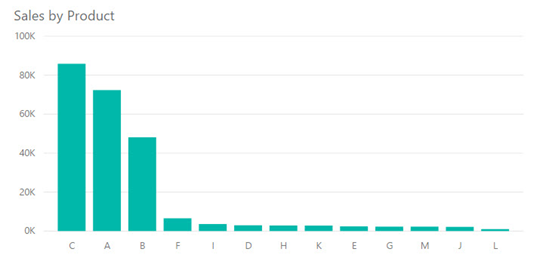 Sales by Product
100K
80K
60K
40K
20K
0K
C A B F I D H K E G M J L